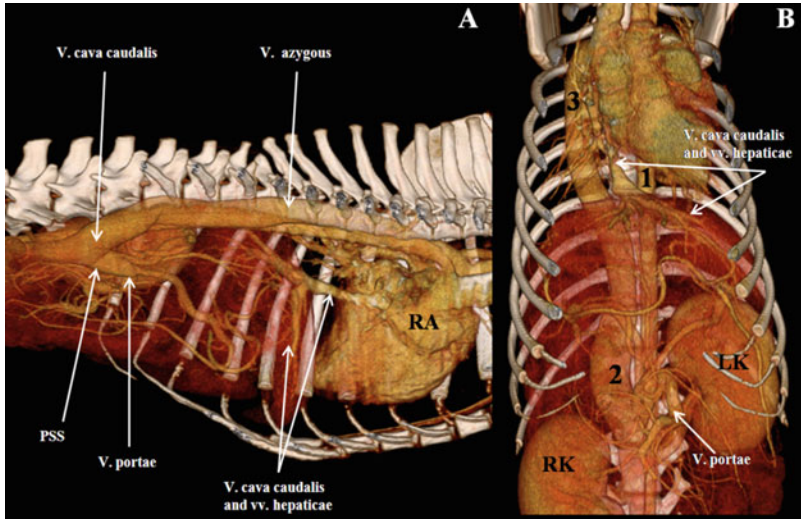 A
V. cava caudalis
V. azygous
RA
PSS
V. portae
V. cava caudalis
and vv. hepaticae
B
3
V. cava caudalis
and vv. hepaticae
1
2
LK
RK
V. portae